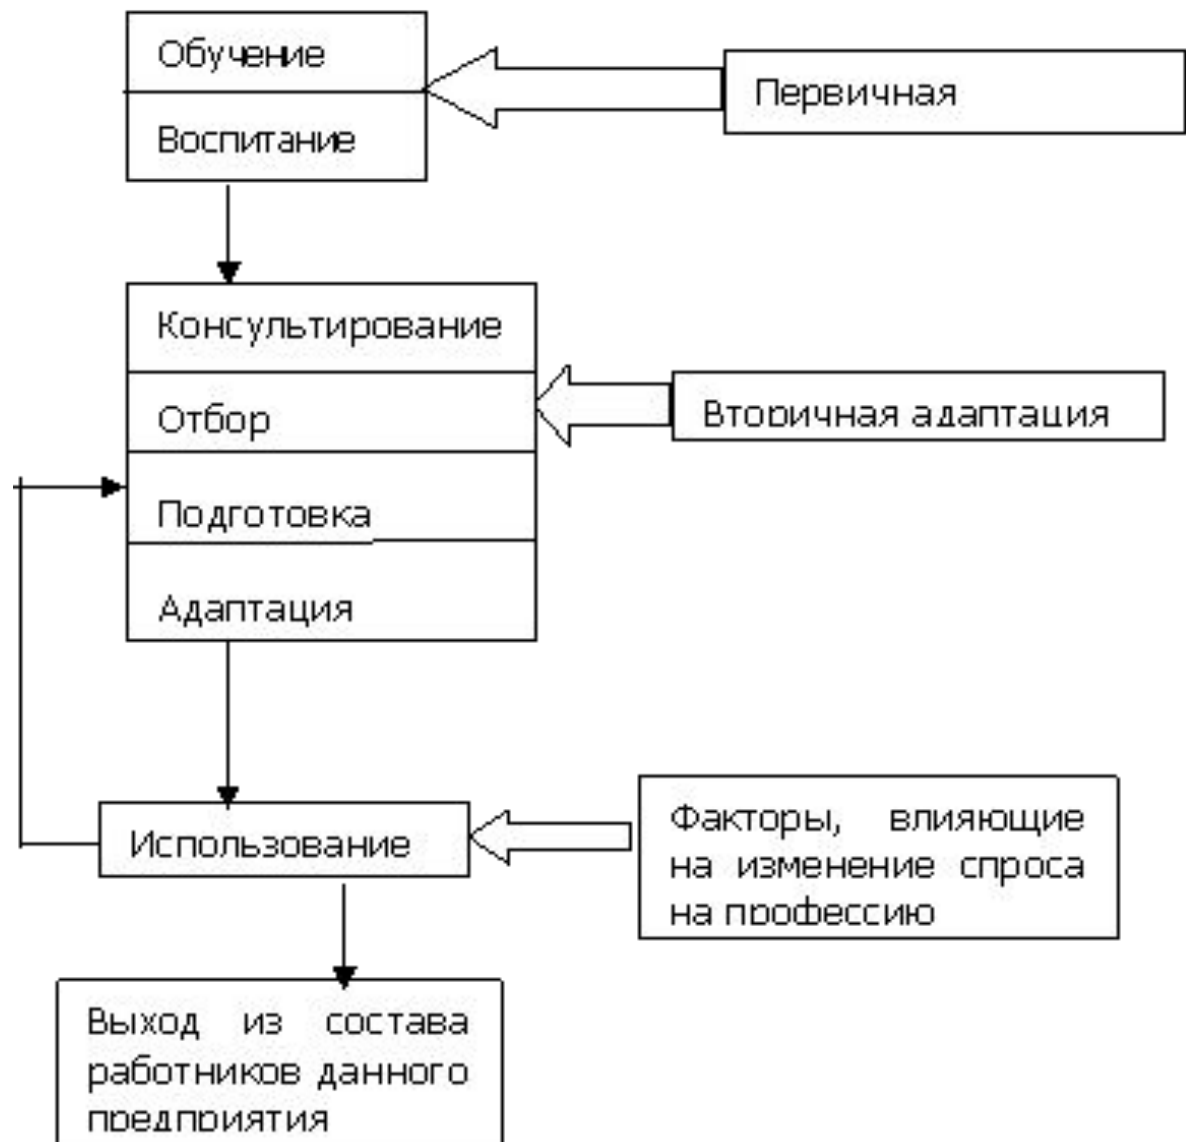 Обучение
Первичная
Воспитание
Консультирование
Отбор
Вторичная адаптация
Подготовка
Адаптация
Использование
Факторы, влияющие
на изменение спроса
на профессию
Выход из состава
работников данного
предприятия